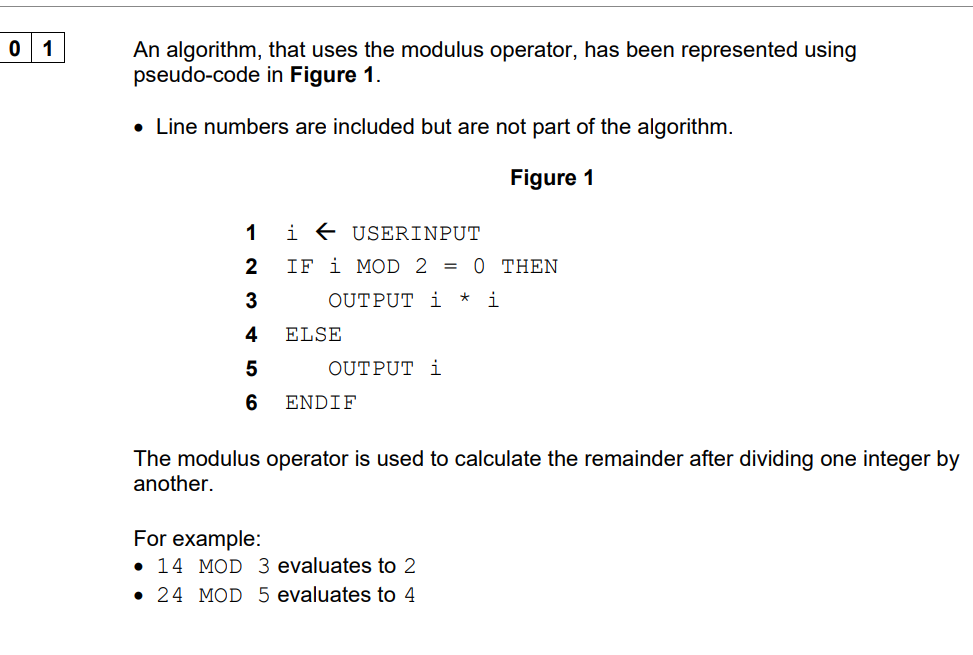 0 1
An algorithm, that uses the modulus operator, has been represented using
pseudo-code in Figure 1.
• Line numbers are included but are not part of the algorithm.
Figure 1
1 i ← USERINPUT
2 IF i MOD 2 = 0 THEN
3 OUTPUT i * i
4 ELSE
5 OUTPUT i
6 ENDIF
The modulus operator is used to calculate the remainder after dividing one integer by
another.
For example:
• 14 MOD 3 evaluates to 2
• 24 MOD 5 evaluates to 4